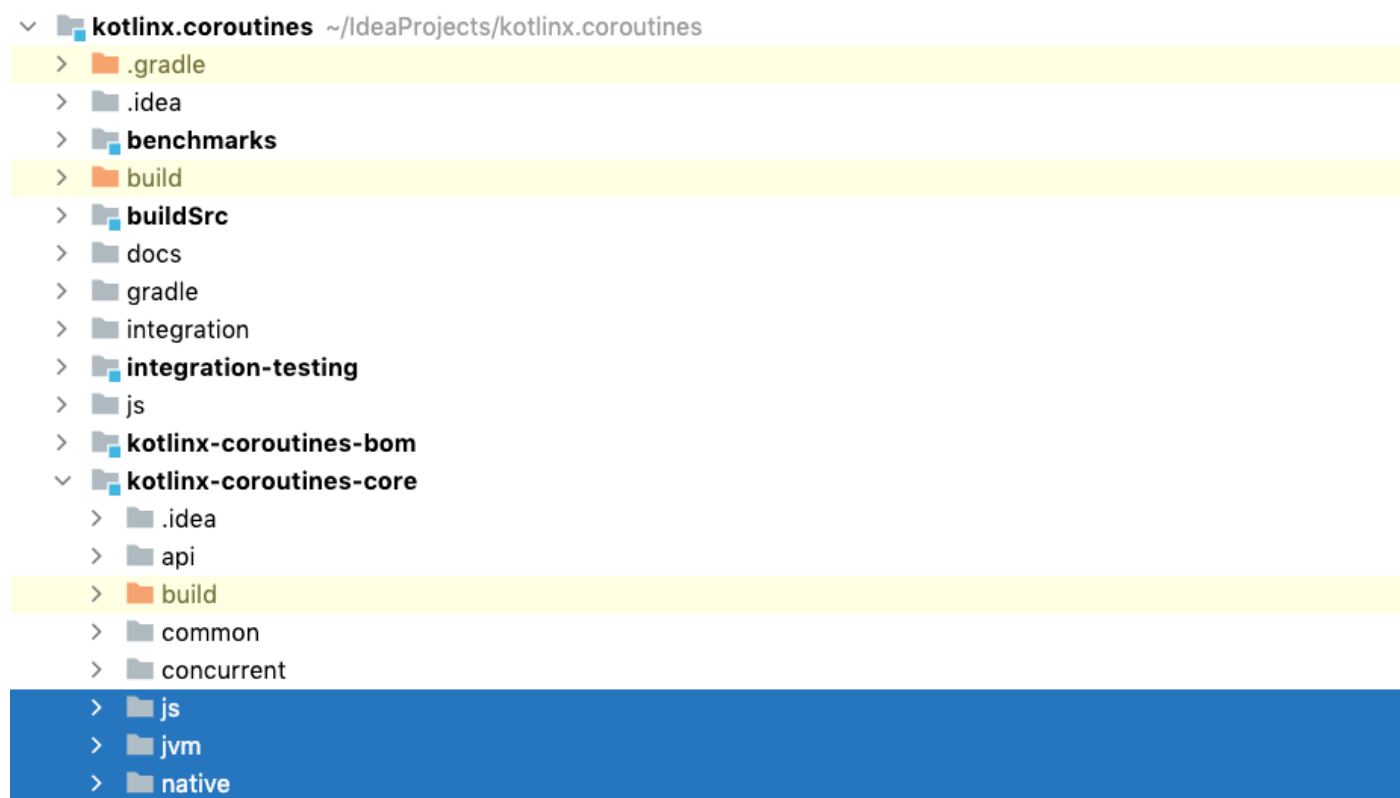 kotlinx.coroutines ~/IdeaProjects/kotlinx.coroutines
.gradle
.idea
benchmarks
build
buildSrc
docs
gradle
integration
integration-testing
js
kotlinx-coroutines-bom
kotlinx-coroutines-core
.idea
api
build
common
concurrent
js
jvm
native